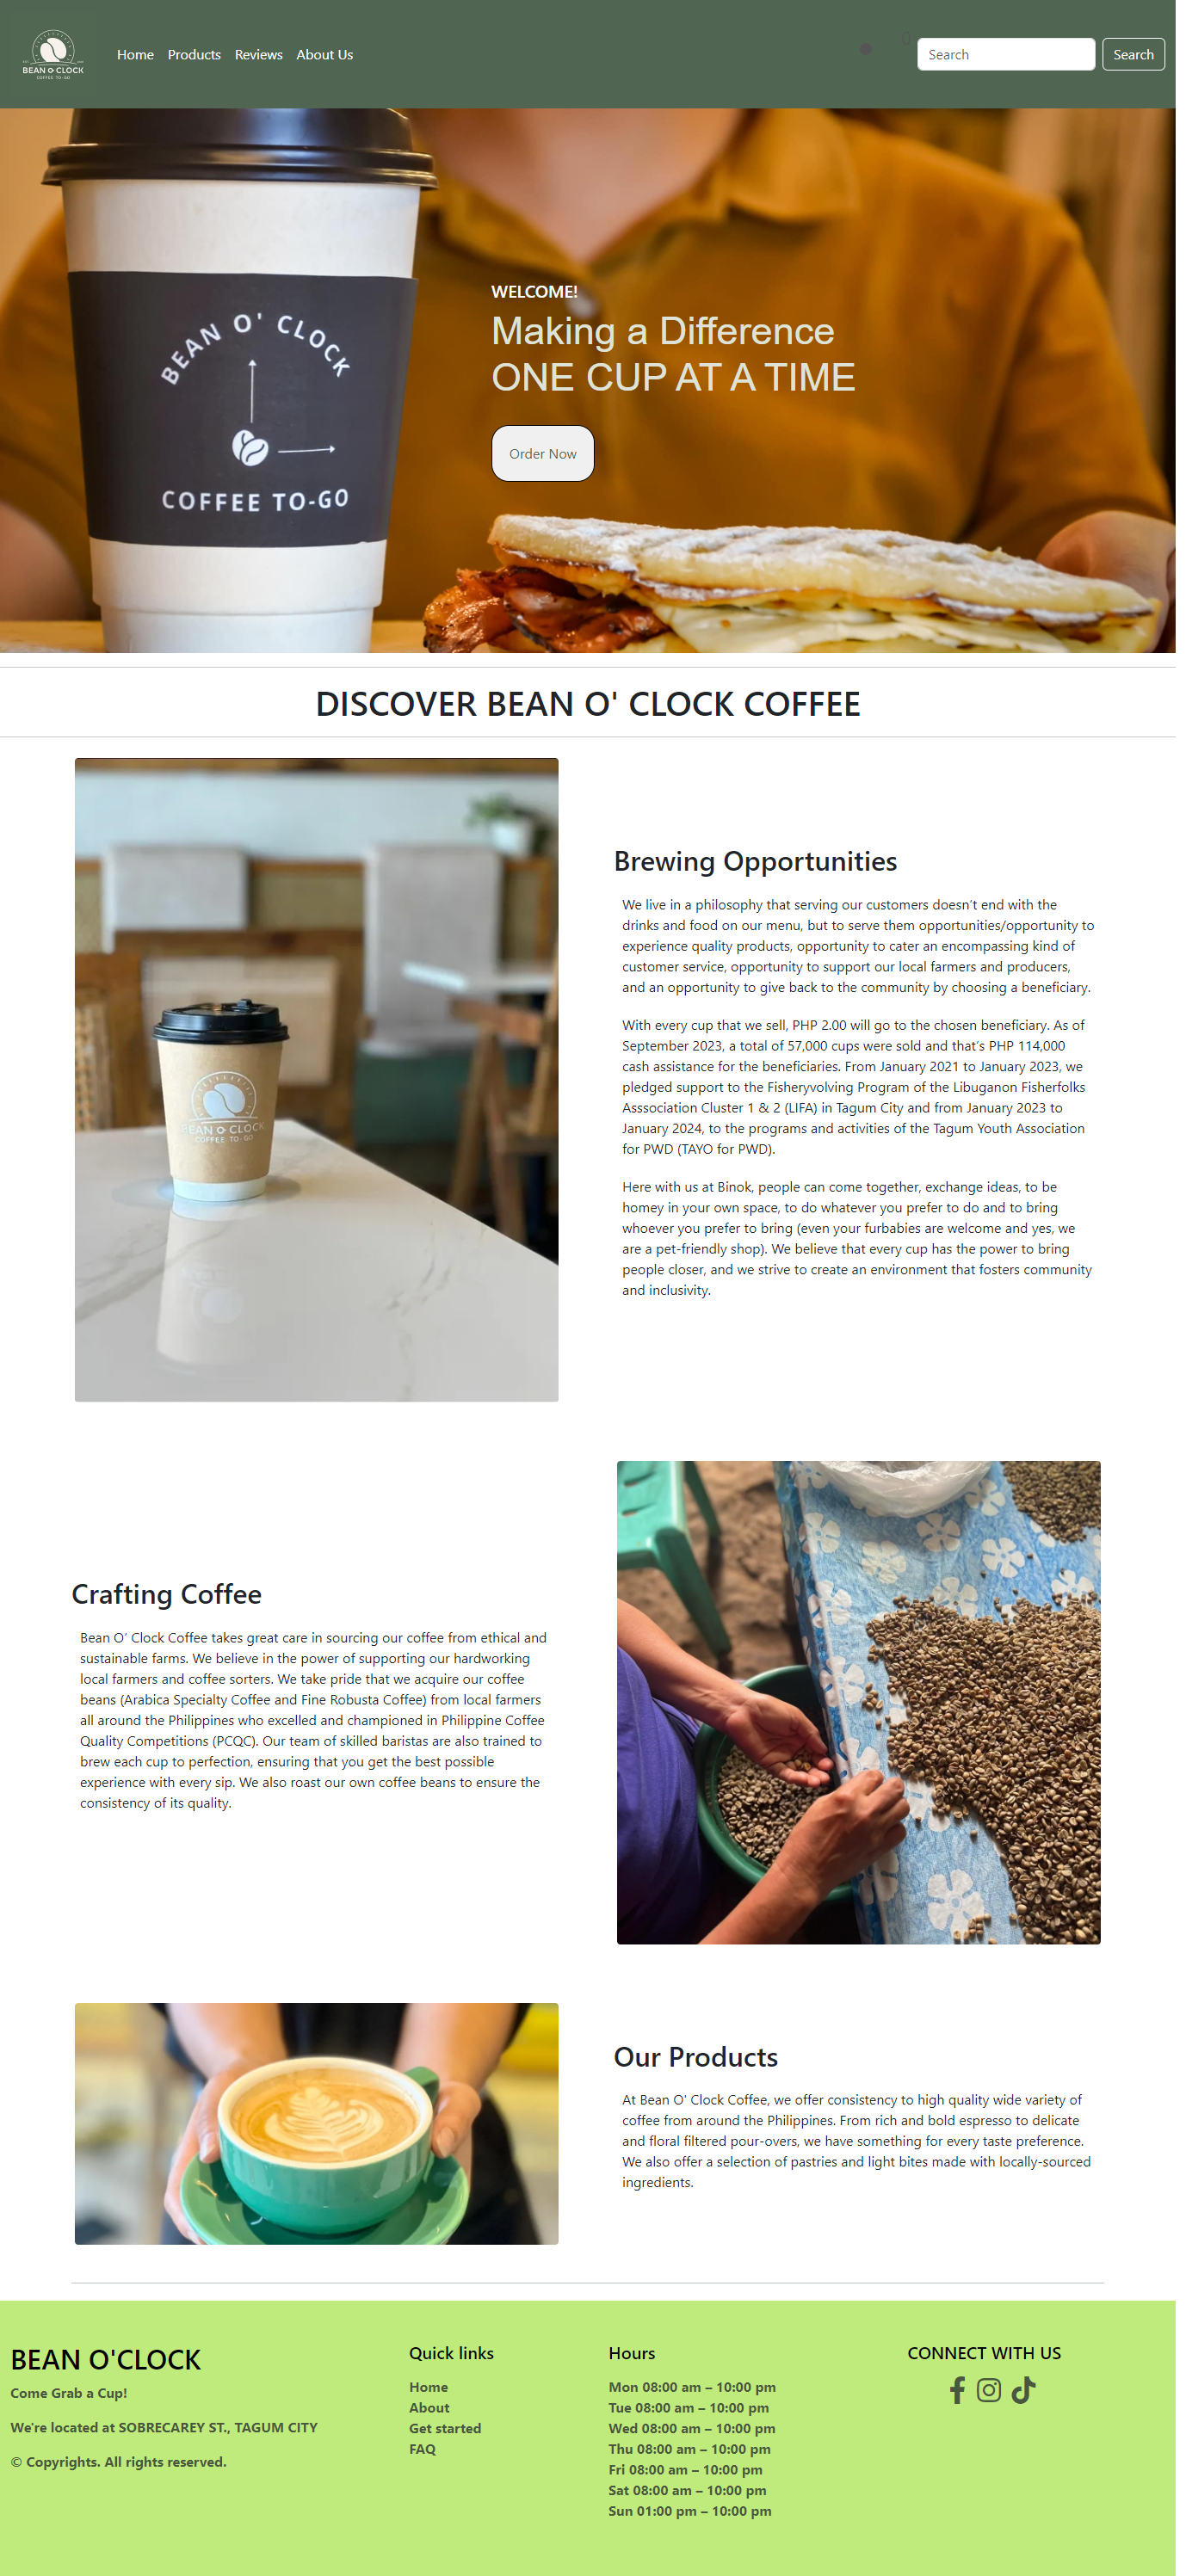 BEAN O CLOCK
COFFEE TO-GO
Home Products Reviews About Us
0
Search Search
BEAN O' CLOCK
COFFEE TO-GO
WELCOME!
Making a Difference
ONE CUP AT A TIME
Order Now
DISCOVER BEAN O' CLOCK COFFEE
BEAN O CLOCK
COFFEE TO-GO
Brewing Opportunities
We live in a philosophy that serving our customers doesn’t end with the
drinks and food on our menu, but to serve them opportunities/opportunity to
experience quality products, opportunity to cater an encompassing kind of
customer service, opportunity to support our local farmers and producers,
and an opportunity to give back to the community by choosing a beneficiary.
With every cup that we sell, PHP 2.00 will go to the chosen beneficiary. As of
September 2023, a total of 57,000 cups were sold and that’s PHP 114,000
cash assistance for the beneficiaries. From January 2021 to January 2023, we
pledged support to the Fisheryvolving Program of the Libuganon Fisherfolks
Asssociation Cluster 1 & 2 (LIFA) in Tagum City and from January 2023 to
January 2024, to the programs and activities of the Tagum Youth Association
for PWD (TAYO for PWD).
Here with us at Binok, people can come together, exchange ideas, to be
homey in your own space, to do whatever you prefer to do and to bring
whoever you prefer to bring (even your furbabies are welcome and yes, we
are a pet-friendly shop). We believe that every cup has the power to bring
people closer, and we strive to create an environment that fosters community
and inclusivity.
Crafting Coffee
Bean O’ Clock Coffee takes great care in sourcing our coffee from ethical and
sustainable farms. We believe in the power of supporting our hardworking
local farmers and coffee sorters. We take pride that we acquire our coffee
beans (Arabica Specialty Coffee and Fine Robusta Coffee) from local farmers
all around the Philippines who excelled and championed in Philippine Coffee
Quality Competitions (PCQC). Our team of skilled baristas are also trained to
brew each cup to perfection, ensuring that you get the best possible
experience with every sip. We also roast our own coffee beans to ensure the
consistency of its quality.
Our Products
At Bean O' Clock Coffee, we offer consistency to high quality wide variety of
coffee from around the Philippines. From rich and bold espresso to delicate
and floral filtered pour-overs, we have something for every taste preference.
We also offer a selection of pastries and light bites made with locally-sourced
ingredients.
BEAN O'CLOCK
Come Grab a Cup!
We're located at SOBRECAREY ST., TAGUM CITY
© Copyrights. All rights reserved.
Quick links
Home
About
Get started
FAQ
Hours
Mon 08:00 am – 10:00 pm
Tue 08:00 am – 10:00 pm
Wed 08:00 am – 10:00 pm
Thu 08:00 am – 10:00 pm
Fri 08:00 am – 10:00 pm
Sat 08:00 am – 10:00 pm
Sun 01:00 pm – 10:00 pm
CONNECT WITH US